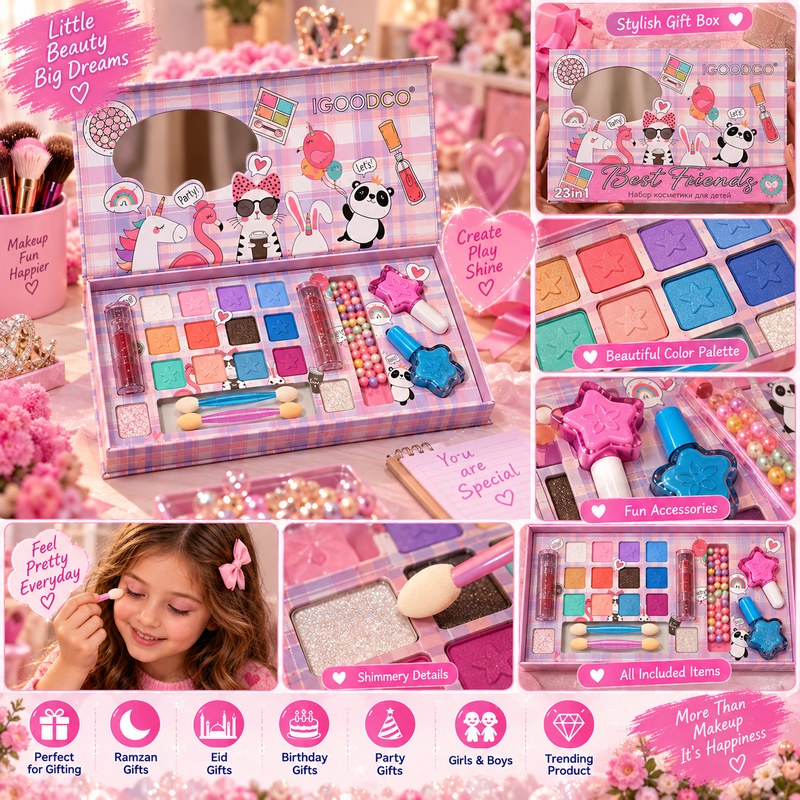 Little
Beauty
Big Dreams
IGOODCO
Party!
Let's!
Makeup
Fun
Happier
Create
Play
Shine
You
are
Special
Stylish Gift Box
IGOODCO
Party!
Let's!
23in1
Best Friends
Набор косметики для детей
Beautiful Color Palette
Fun Accessories
Feel
Pretty
Everyday
Shimmery Details
All Included Items
Perfect
for Gifting
Ramzan
Gifts
Eid
Gifts
Birthday
Gifts
Party
Gifts
Girls & Boys
Trending
Product
More Than
Makeup
It's Happiness